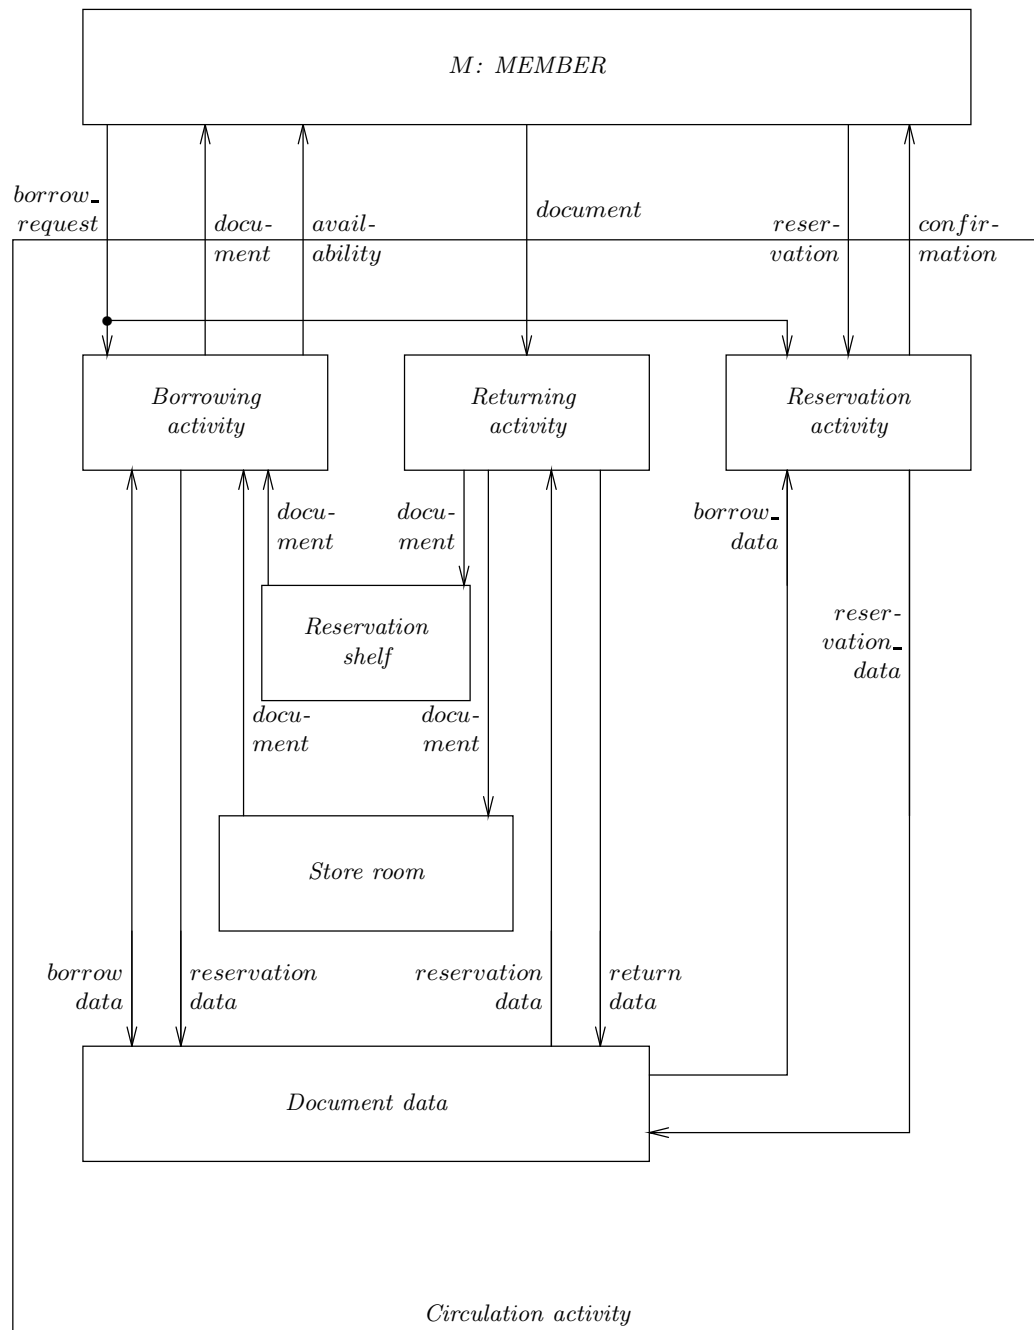 M: MEMBER
borrow_
request
docu-
ment
avail-
ability
document
reser-
vation
confir-
mation
Borrowing
activity
Returning
activity
Reservation
activity
docu-
ment
docu-
ment
borrow_
data
Reservation
shelf
reser-
vation_
data
docu-
ment
docu-
ment
Store room
borrow
data
reservation
data
reservation
data
return
data
Document data
Circulation activity